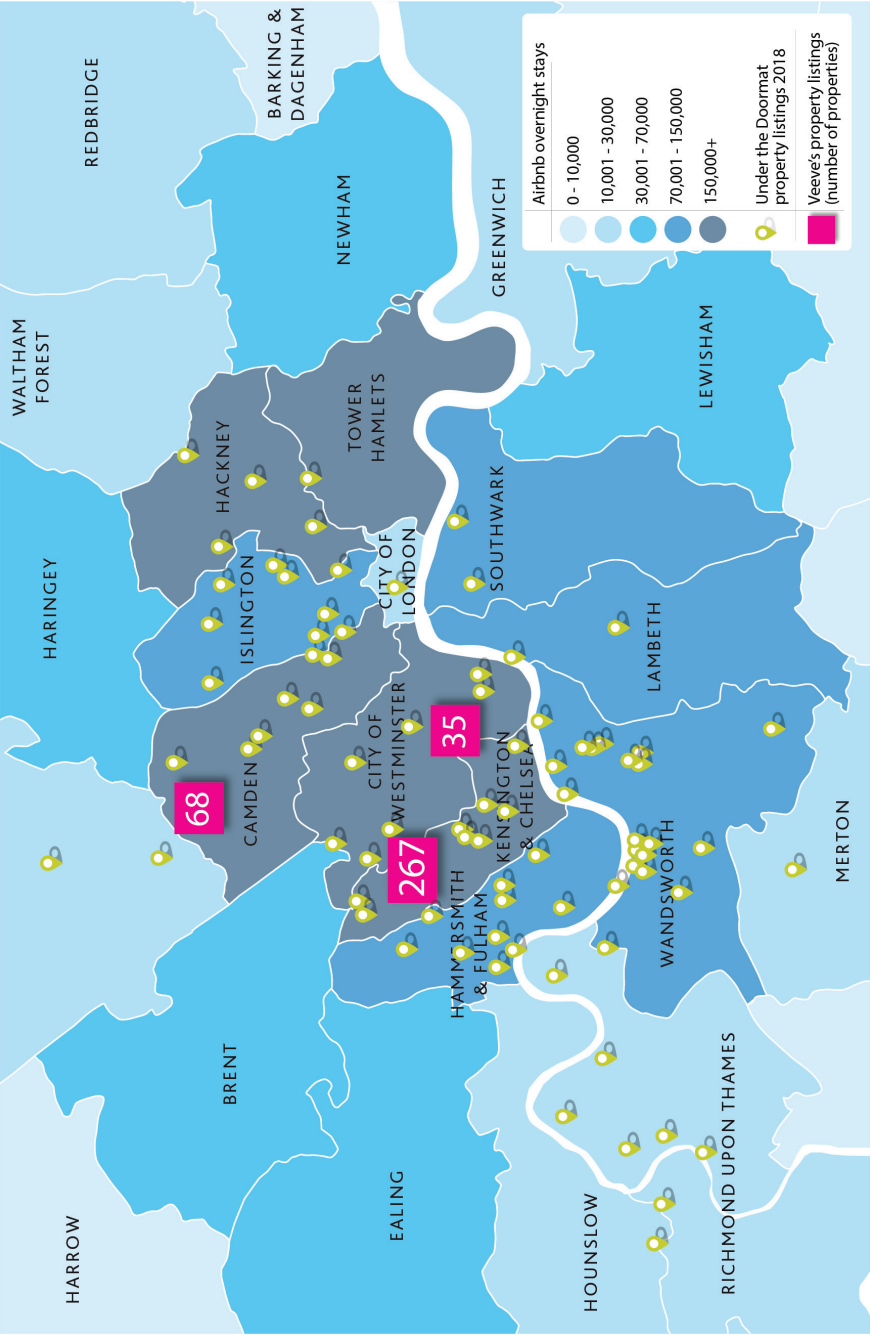 HARROW
BRENT
EALING
HOUNSLOW
RICHMOND UPON THAMES
HARINGEY
WALTHAM
FOREST
REDBRIDGE
BARKING &
DAGENHAM
CAMDEN
ISLINGTON
HACKNEY
TOWER
HAMLETS
NEWHAM
CITY OF
WESTMINSTER
CITY OF
LONDON
KENSINGTON
& CHELSEA
HAMMERSMITH
& FULHAM
SOUTHWARK
GREENWICH
WANDSWORTH
LAMBETH
LEWISHAM
MERTON
68
267
35
Airbnb overnight stays
0 - 10,000
10,001 - 30,000
30,001 - 70,000
70,001 - 150,000
150,000+
Under the Doormat
property listings 2018
Veeve's property listings
(number of properties)